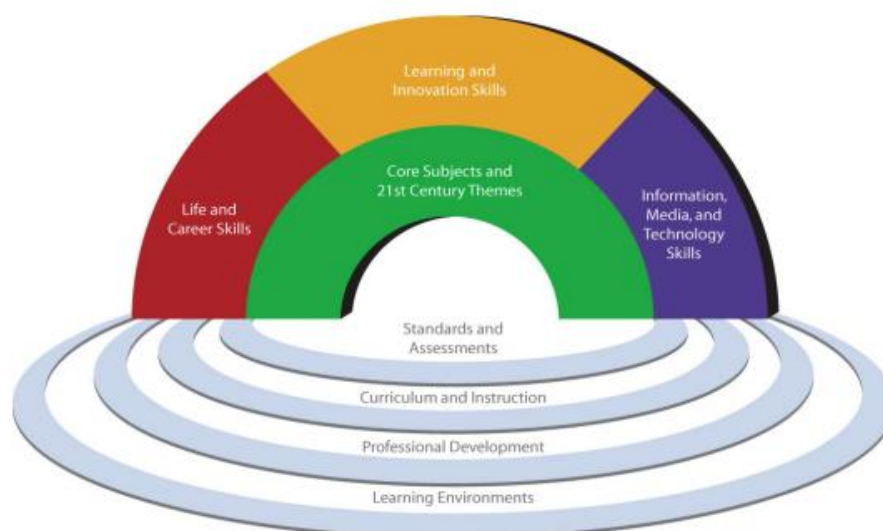 Learning and
Innovation Skills
Core Subjects and
21st Century Themes
Life and
Career Skills
Information,
Media, and
Technology
Skills
Standards and
Assessments
Curriculum and Instruction
Professional Development
Learning Environments